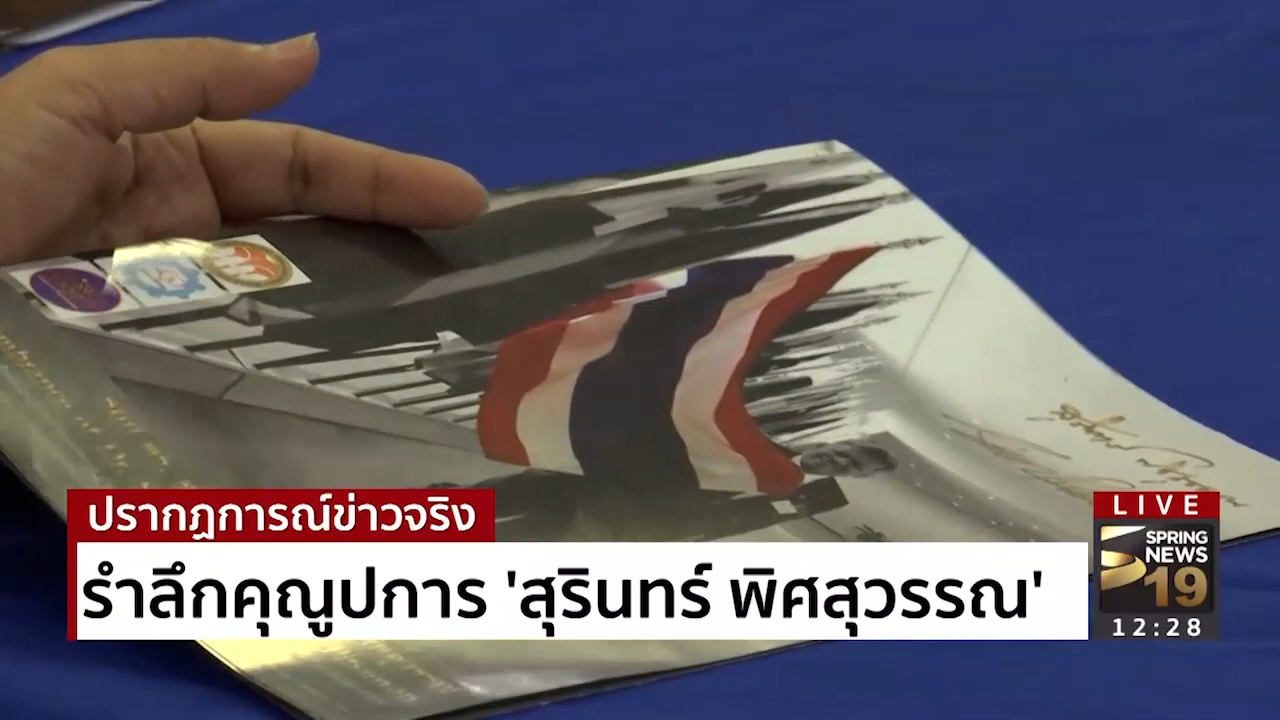 ปรากฏการณ์ข่าวจริง
รำลึกคุณูปการ 'สุรินทร์ พิศสุวรรณ'
LIVE
SPRING
NEWS
19
12:28